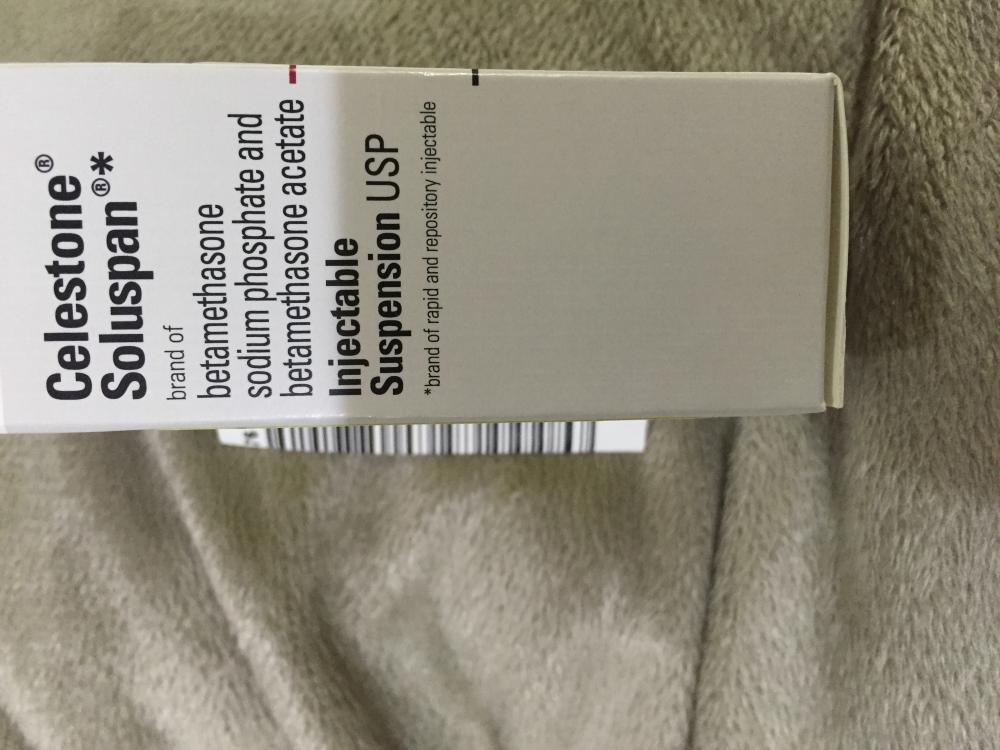 Celestone®
Soluspan®*
brand of
betamethasone
sodium phosphate and
betamethasone acetate
Injectable
Suspension USP
*brand of rapid and repository injectable